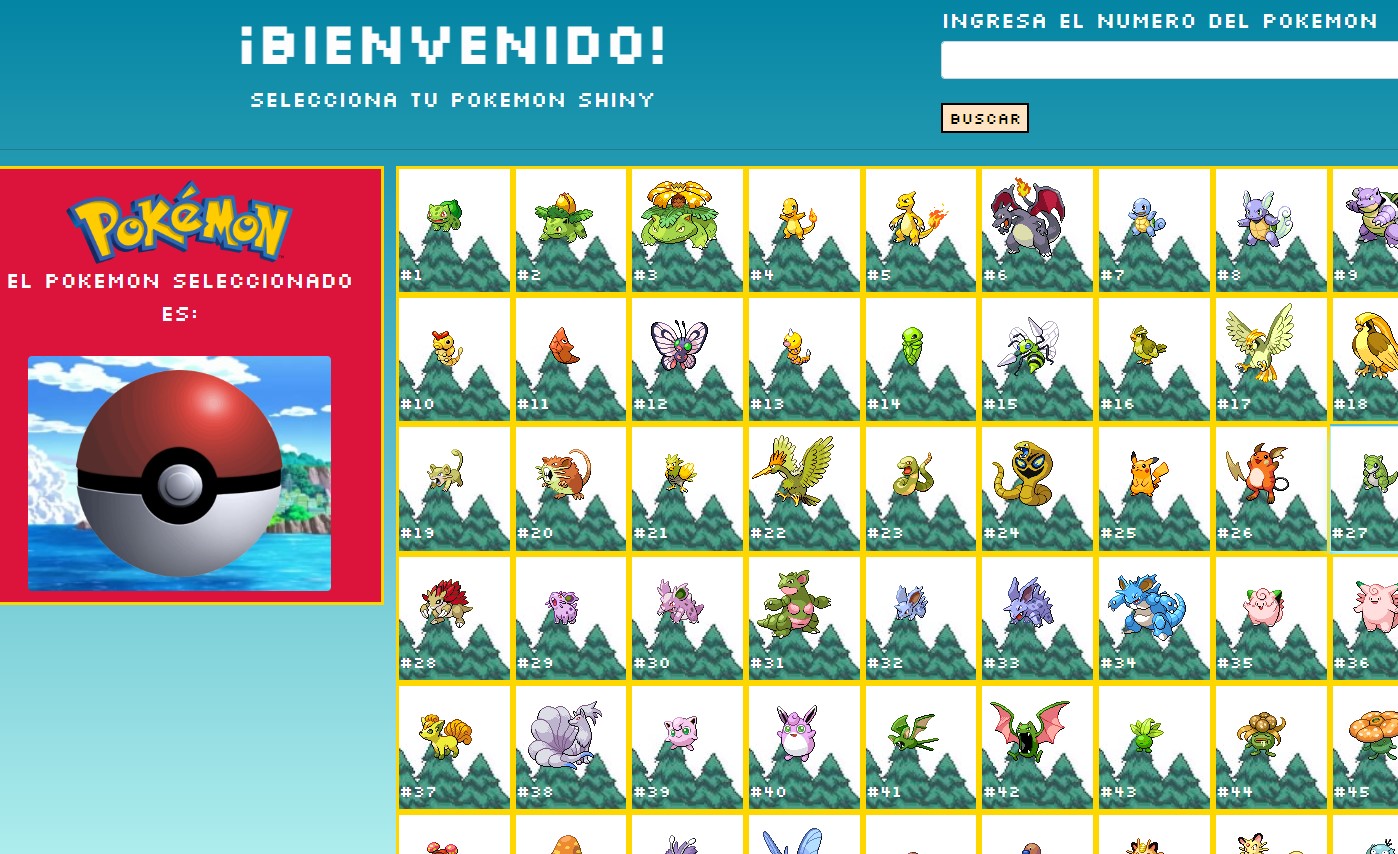 ¡BIENVENIDO!
SELECCIONA TU POKEMON SHINY
INGRESA EL NUMERO DEL POKEMON
BUSCAR
POKéMON
EL POKEMON SELECCIONADO
ES:
#1 #2 #3 #4 #5 #6 #7 #8 #9
#10 #11 #12 #13 #14 #15 #16 #17 #18
#19 #20 #21 #22 #23 #24 #25 #26 #27
#28 #29 #30 #31 #32 #33 #34 #35 #36
#37 #38 #39 #40 #41 #42 #43 #44 #45